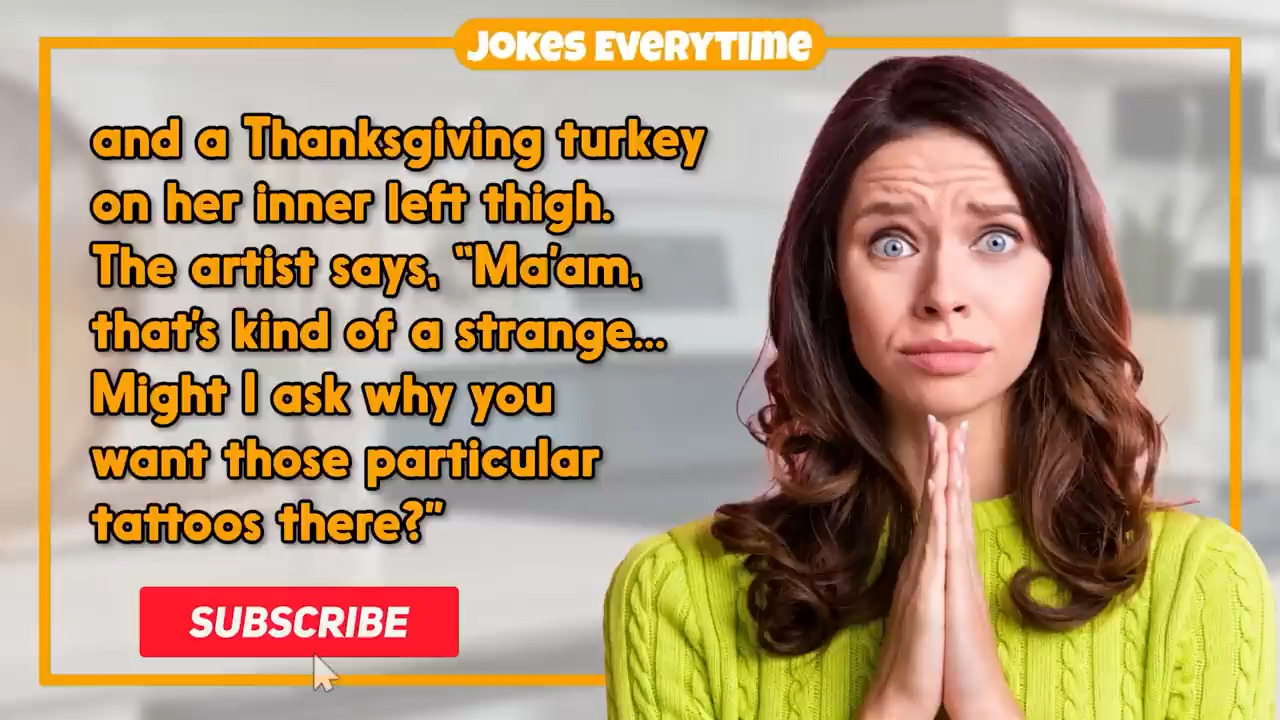 JOKES EVERYTIME
and a Thanksgiving turkey
on her inner left thigh.
The artist says, "Ma'am,
that's kind of a strange...
Might I ask why you
want those particular
tattoos there?"
SUBSCRIBE